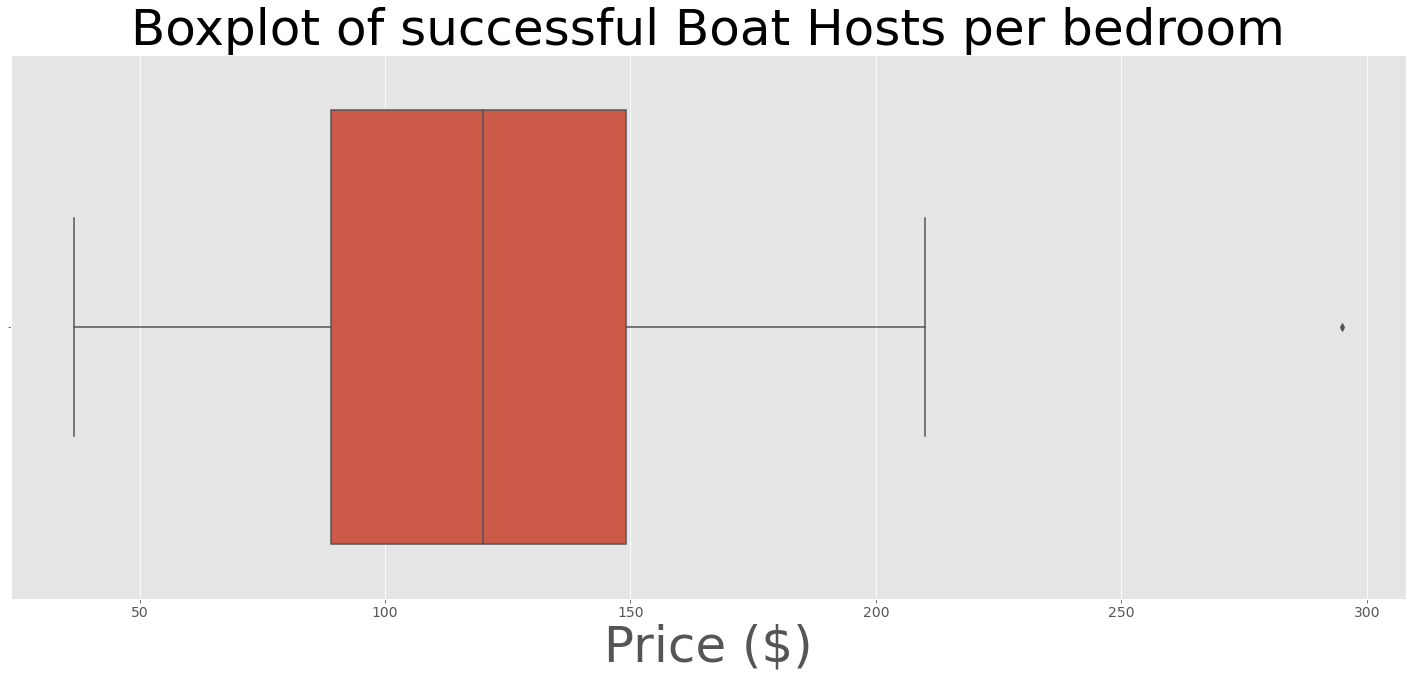 Boxplot of successful Boat Hosts per bedroom
50 100 150 200 250 300
Price ($)